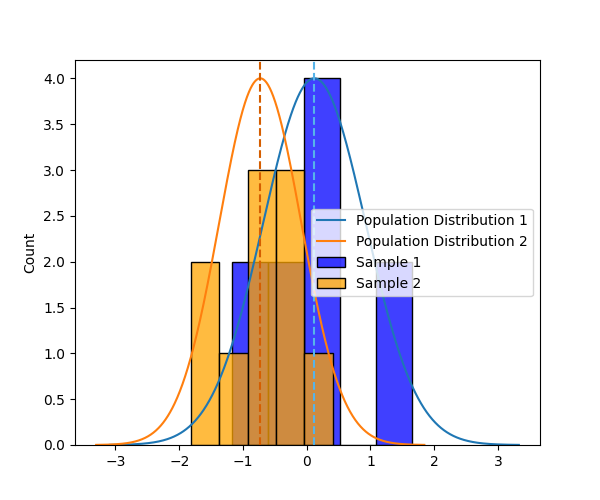 4.0
3.5
3.0
2.5
2.0
1.5
1.0
0.5
0.0
Count
Population Distribution 1
Population Distribution 2
Sample 1
Sample 2
−3 −2 −1 0 1 2 3